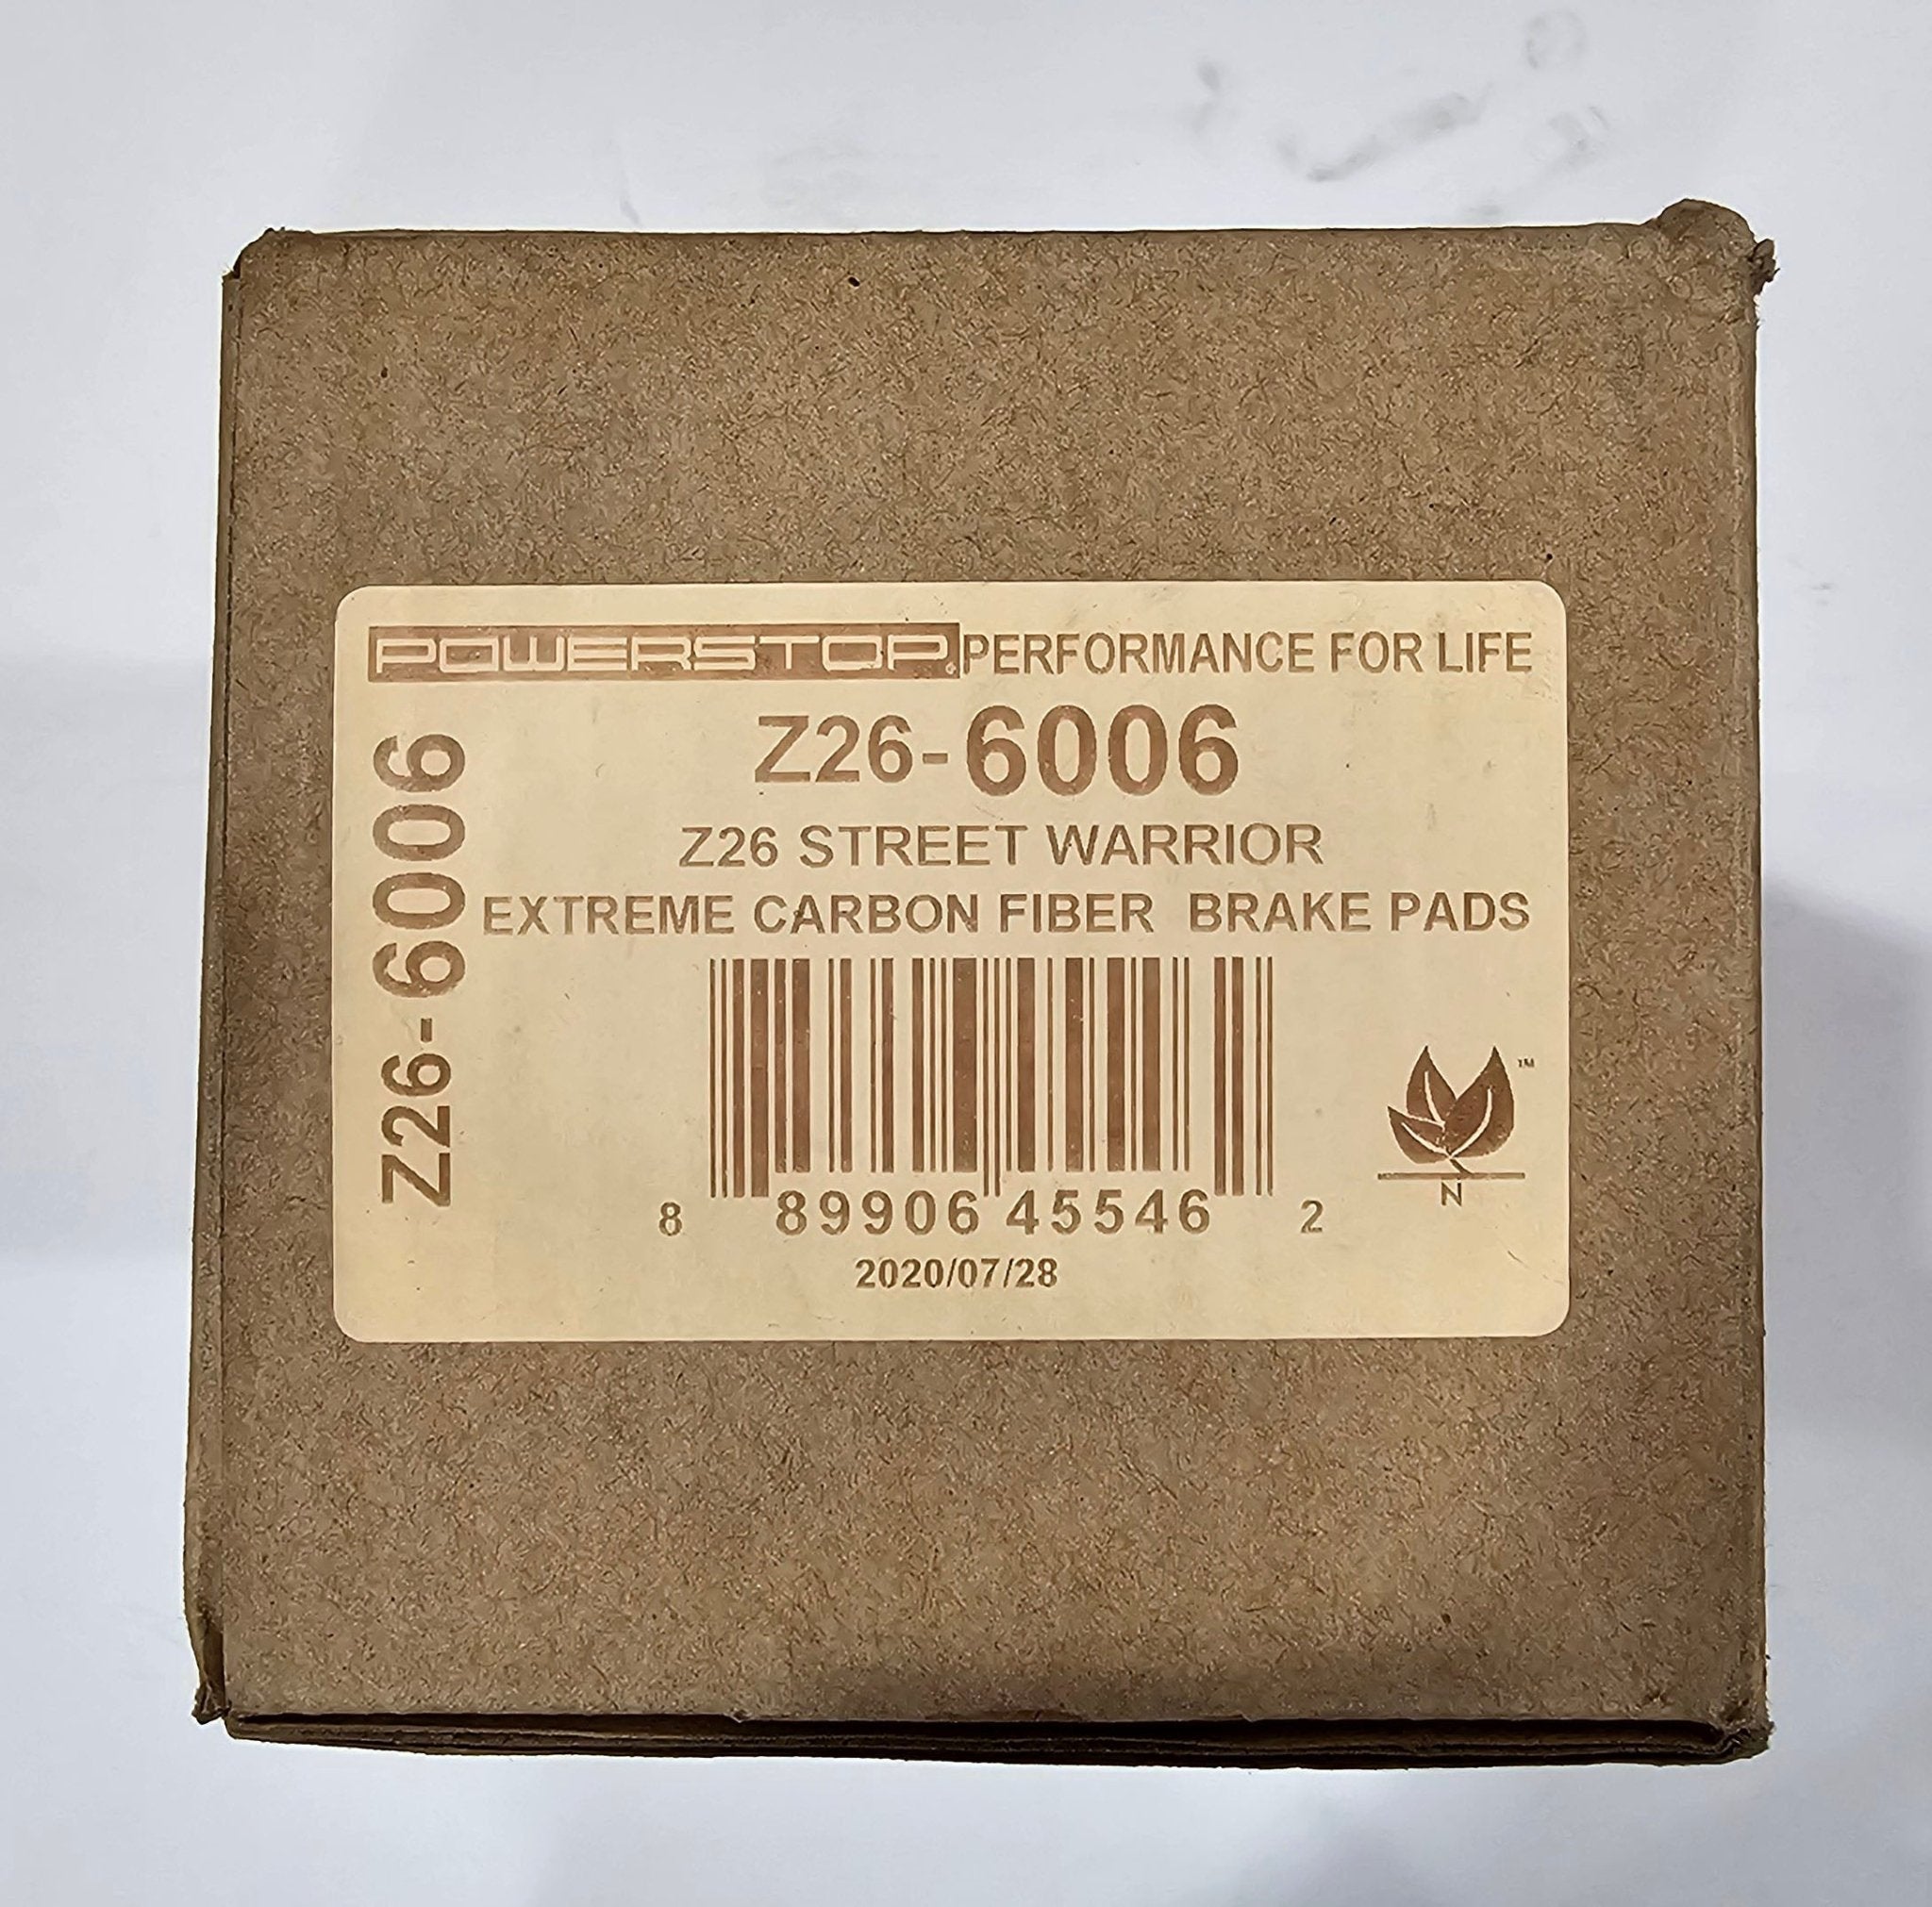 POWERSTOP® PERFORMANCE FOR LIFE
Z26-6006
Z26-6006
Z26 STREET WARRIOR
EXTREME CARBON FIBER BRAKE PADS
8 89906 45546 2
2020/07/28
TM
N